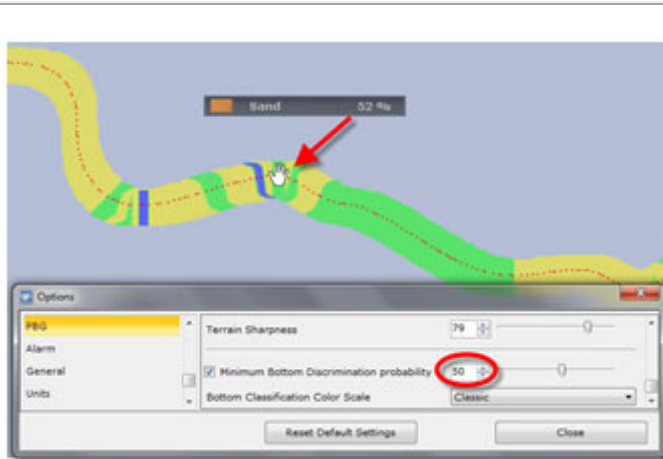 Sand 52 %
Options
PBG
Alarm
General
Units
Terrain Sharpness 79
Minimum Bottom Discrimination probability 50
Bottom Classification Color Scale Classic
Reset Default Settings Close